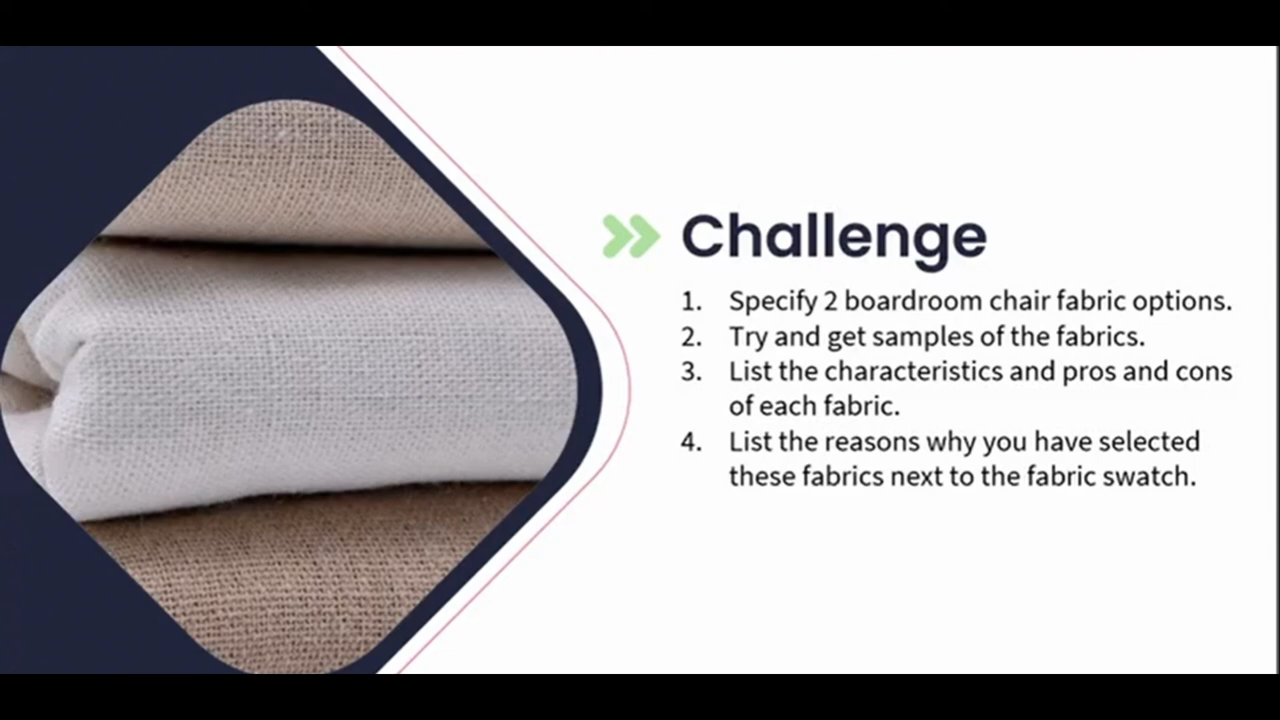 Challenge
1. Specify 2 boardroom chair fabric options.
2. Try and get samples of the fabrics.
3. List the characteristics and pros and cons
of each fabric.
4. List the reasons why you have selected
these fabrics next to the fabric swatch.